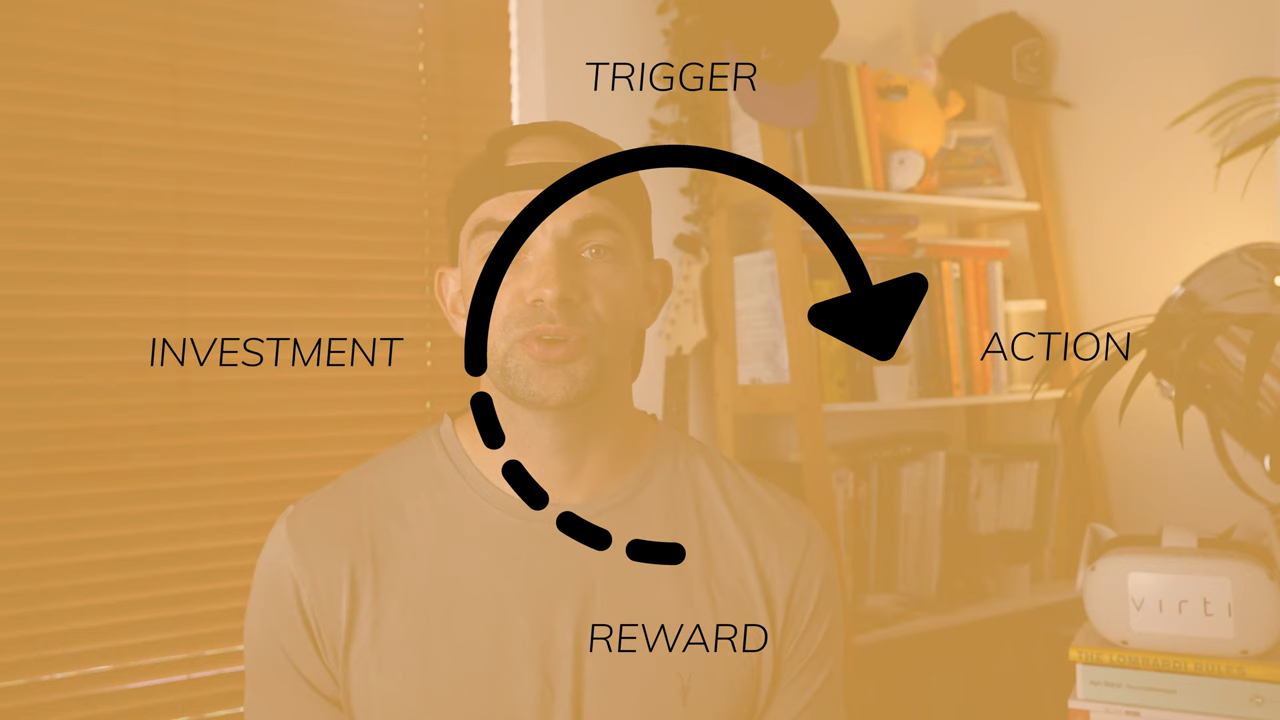 TRIGGER
INVESTMENT
ACTION
REWARD
virti
THE LOMBARDI RULES